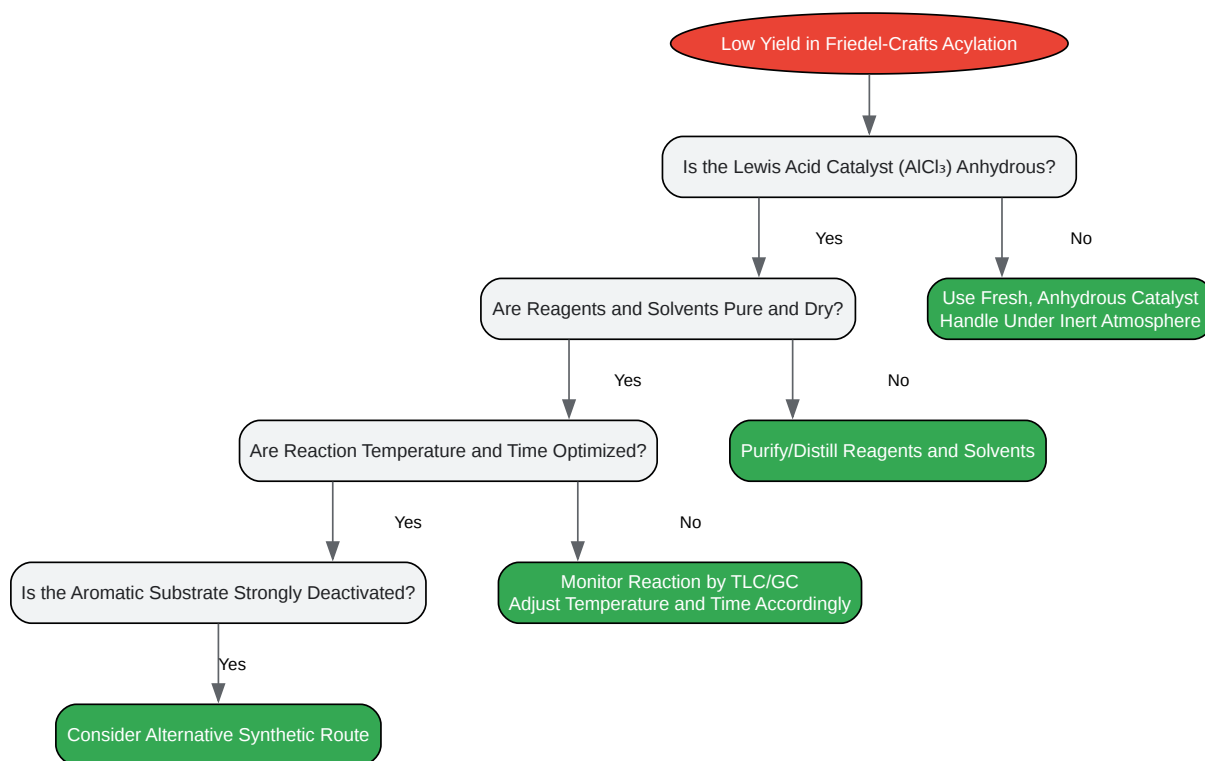 Low Yield in Friedel-Crafts Acylation
Is the Lewis Acid Catalyst (AlCl₃) Anhydrous?
Yes
No
Are Reagents and Solvents Pure and Dry?
Use Fresh, Anhydrous Catalyst
Handle Under Inert Atmosphere
Yes
No
Are Reaction Temperature and Time Optimized?
Purify/Distill Reagents and Solvents
Yes
No
Is the Aromatic Substrate Strongly Deactivated?
Monitor Reaction by TLC/GC
Adjust Temperature and Time Accordingly
Yes
Consider Alternative Synthetic Route